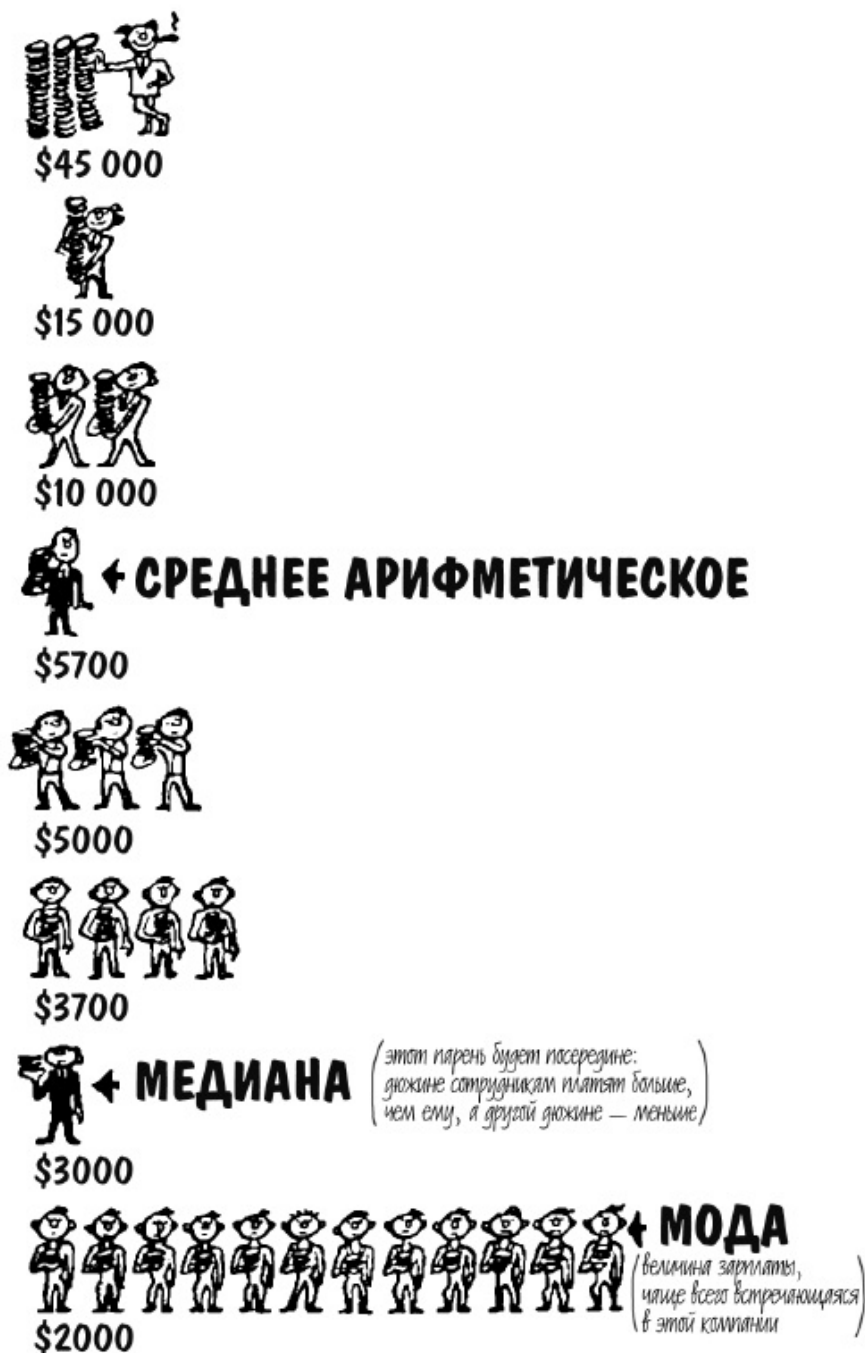 $45 000
$15 000
$10 000
СРЕДНЕЕ АРИФМЕТИЧЕСКОЕ
$5700
$5000
$3700
МЕДИАНА
(этот парень будет посередине:
дюжине сотрудникам платят больше,
чем ему, а другой дюжине — меньше)
$3000
МОДА
(величина зарплаты,
чаще всего встречающаяся
в этой компании)
$2000